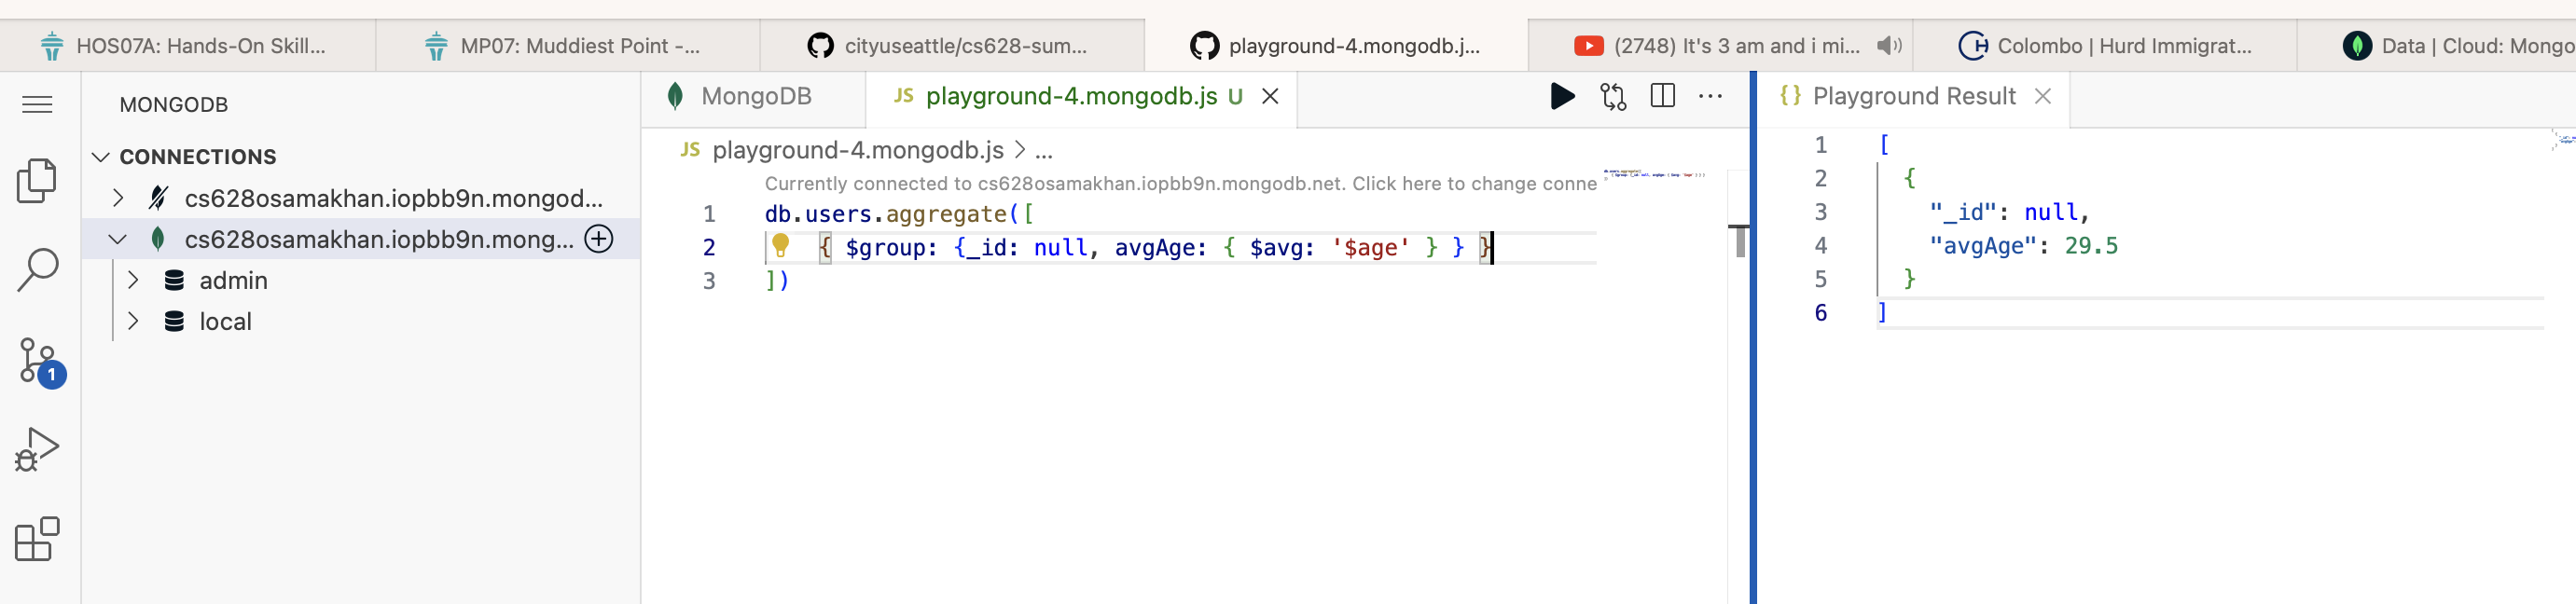 HOS07A: Hands-On Skill...
MP07: Muddiest Point -...
cityuseattle/cs628-sum...
playground-4.mongodb.j...
(2748) It's 3 am and i mi...
Colombo | Hurd Immigrat...
Data | Cloud: Mongo
MONGODB
CONNECTIONS
cs628osamakhan.iopbb9n.mongod...
cs628osamakhan.iopbb9n.mong...
admin
local
1
MongoDB
JS playground-4.mongodb.js U
JS playground-4.mongodb.js > ...
Currently connected to cs628osamakhan.iopbb9n.mongodb.net. Click here to change conne
1 db.users.aggregate([
2 { $group: {_id: null, avgAge: { $avg: '$age' } } }
3 ])
{} Playground Result
1 [
2 {
3 "_id": null,
4 "avgAge": 29.5
5 }
6 ]